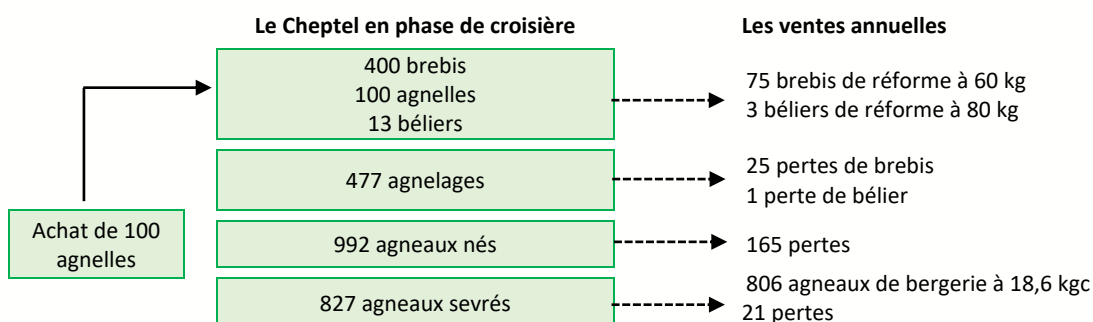 Le Cheptel en phase de croisière
Les ventes annuelles
400 brebis
100 agnelles
13 béliers
75 brebis de réforme à 60 kg
3 béliers de réforme à 80 kg
477 agnelages
25 pertes de brebis
1 perte de bélier
Achat de 100
agnelles
992 agneaux nés
165 pertes
827 agneaux sevrés
806 agneaux de bergerie à 18,6 kgc
21 pertes